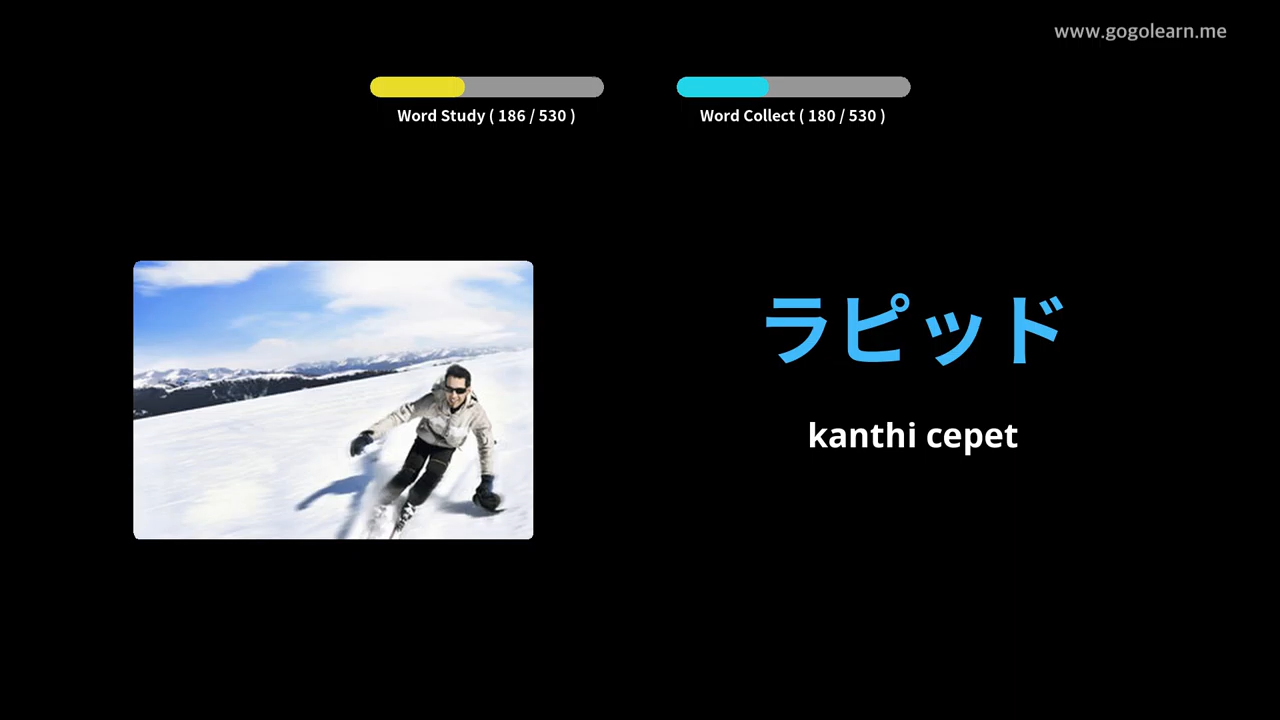 www.gogolearn.me
Word Study ( 186 / 530 )
Word Collect ( 180 / 530 )
ラピッド
kanthi cepet